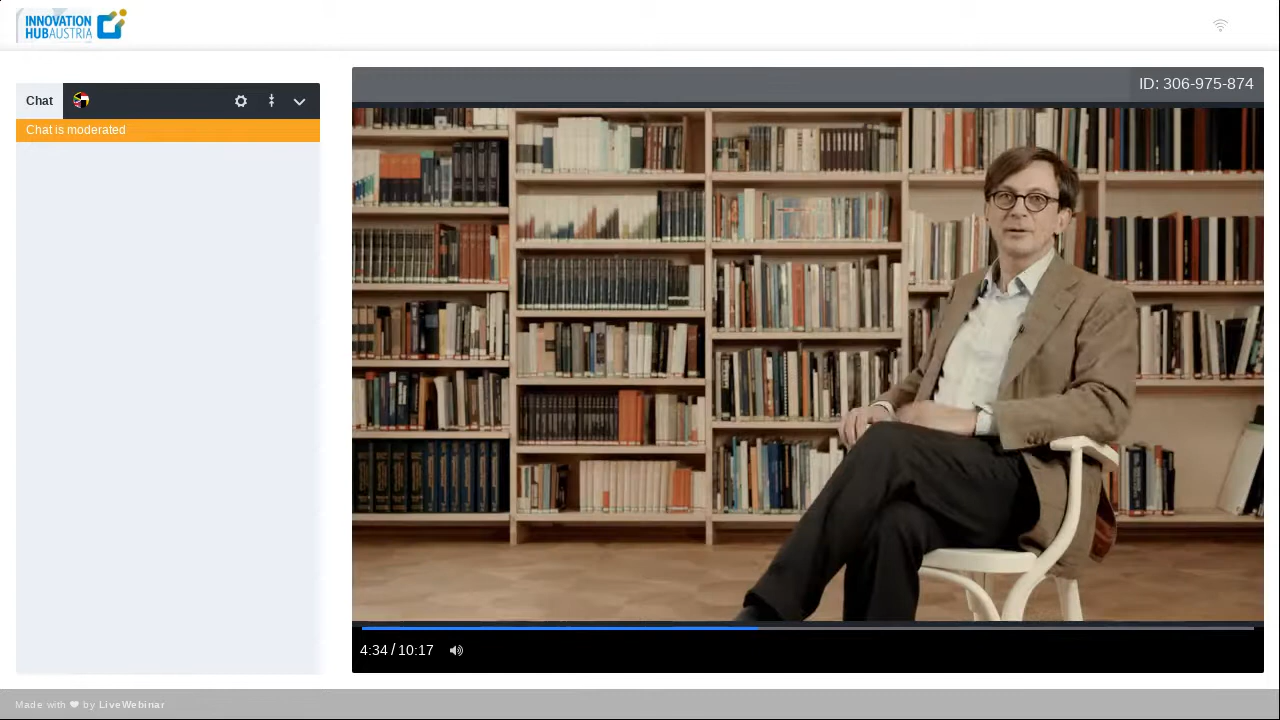 INNOVATION
HUBAUSTRIA
ID: 306-975-874
Chat
Chat is moderated
4:34 / 10:17
Made with ❤ by LiveWebinar